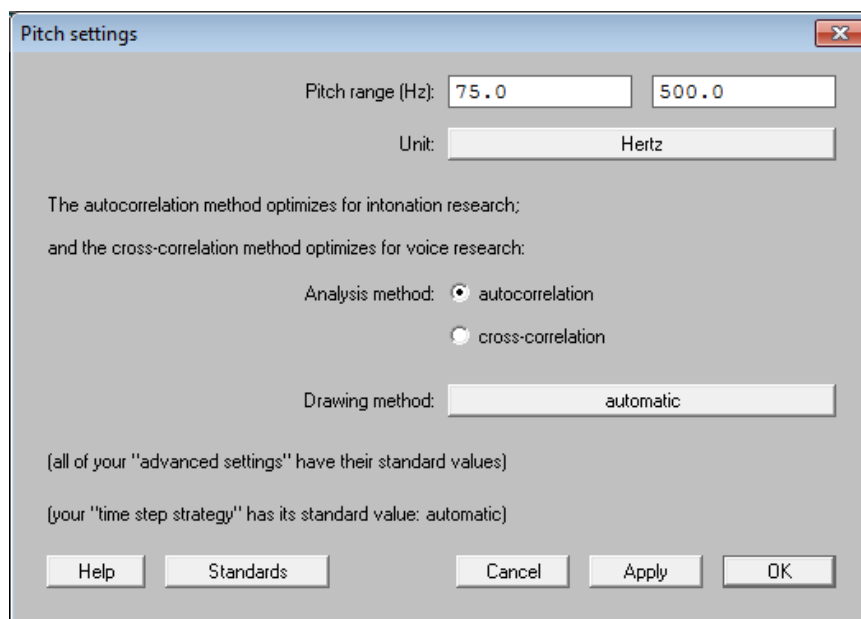 Pitch settings
Pitch range (Hz): 75.0 500.0
Unit: Hertz
The autocorrelation method optimizes for intonation research;
and the cross-correlation method optimizes for voice research:
Analysis method: autocorrelation
cross-correlation
Drawing method: automatic
(all of your "advanced settings" have their standard values)
(your "time step strategy" has its standard value: automatic)
Help Standards Cancel Apply OK